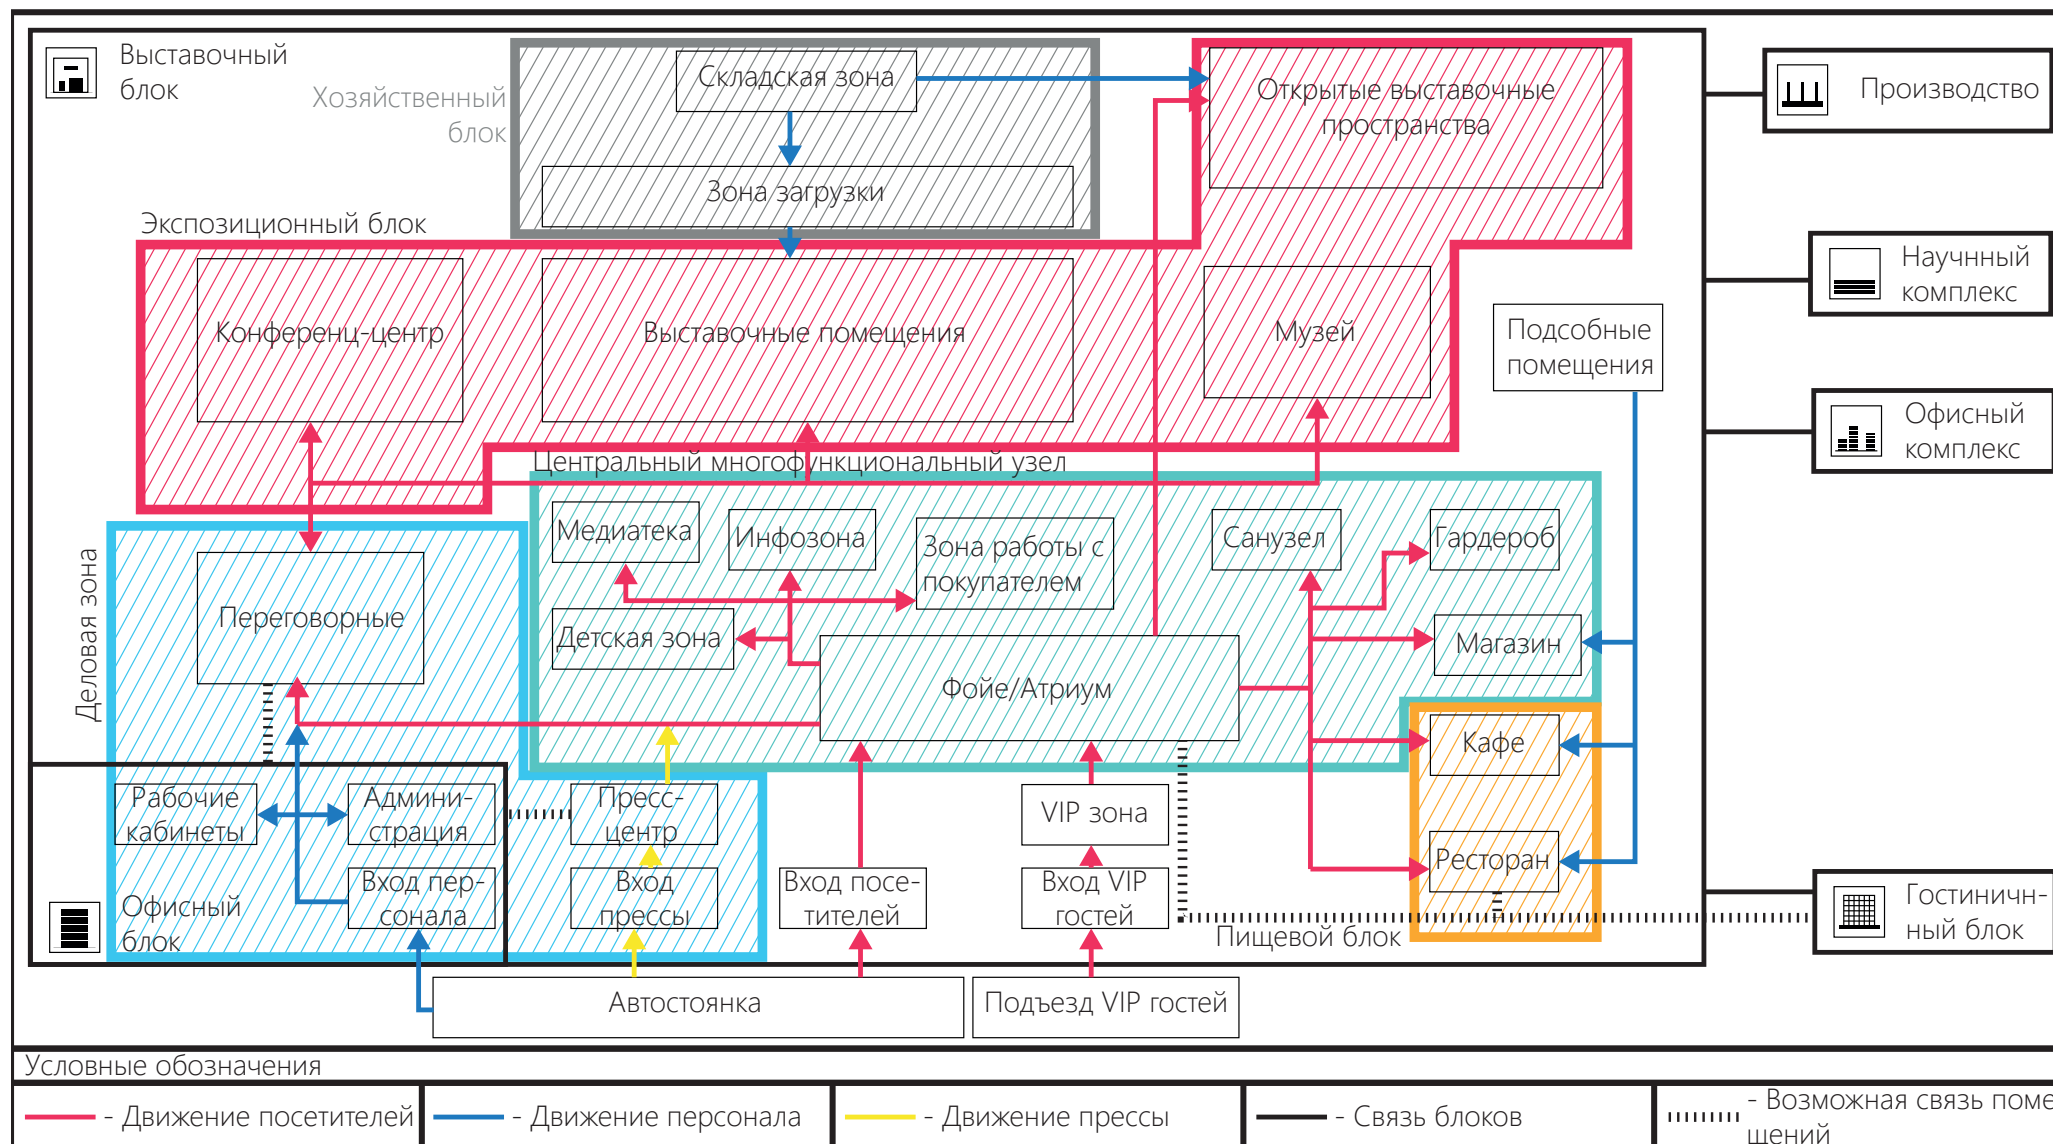 Выставочный
блок
Хозяйственный
блок
Складская зона
Зона загрузки
Открытые выставочные
пространства
Производство
Экспозиционный блок
Конференц-центр
Выставочные помещения
Музей
Подсобные
помещения
Научнный
комплекс
Офисный
комплекс
Центральный многофункциональный узел
Медиатека
Инфозона
Зона работы с
покупателем
Санузел
Гардероб
Деловая зона
Переговорные
Детская зона
Магазин
Фойе/Атриум
Кафе
Рабочие
кабинеты
Админи-
страция
Пресс-
центр
VIP зона
Ресторан
Офисный
блок
Вход пер-
сонала
Вход
прессы
Вход посе-
тителей
Вход VIP
гостей
Пищевой блок
Гостиничн-
ный блок
Автостоянка
Подъезд VIP гостей
Условные обозначения
- Движение посетителей
- Движение персонала
- Движение прессы
- Связь блоков
- Возможная связь поме
щений